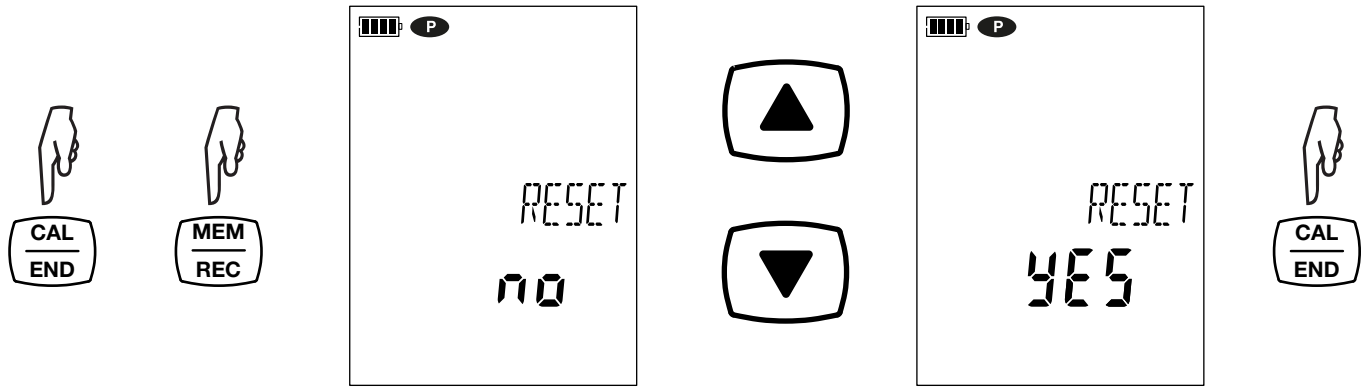 CAL
END
MEM
REC
P
RESET
no
P
RESET
YES
CAL
END